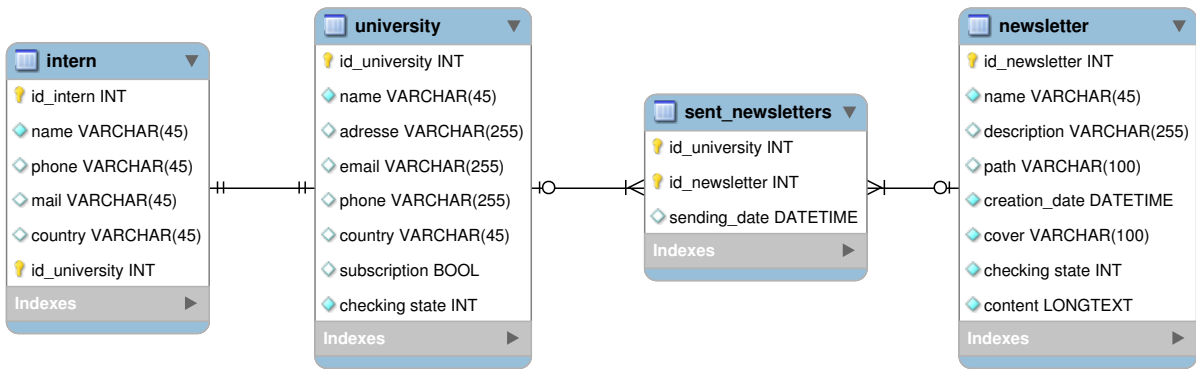 intern
id_intern INT
name VARCHAR(45)
phone VARCHAR(45)
mail VARCHAR(45)
country VARCHAR(45)
id_university INT
Indexes
university
id_university INT
name VARCHAR(45)
adresse VARCHAR(255)
email VARCHAR(255)
phone VARCHAR(255)
country VARCHAR(45)
subscription BOOL
checking state INT
Indexes
sent_newsletters
id_university INT
id_newsletter INT
sending_date DATETIME
Indexes
newsletter
id_newsletter INT
name VARCHAR(45)
description VARCHAR(255)
path VARCHAR(100)
creation_date DATETIME
cover VARCHAR(100)
checking state INT
content LONGTEXT
Indexes